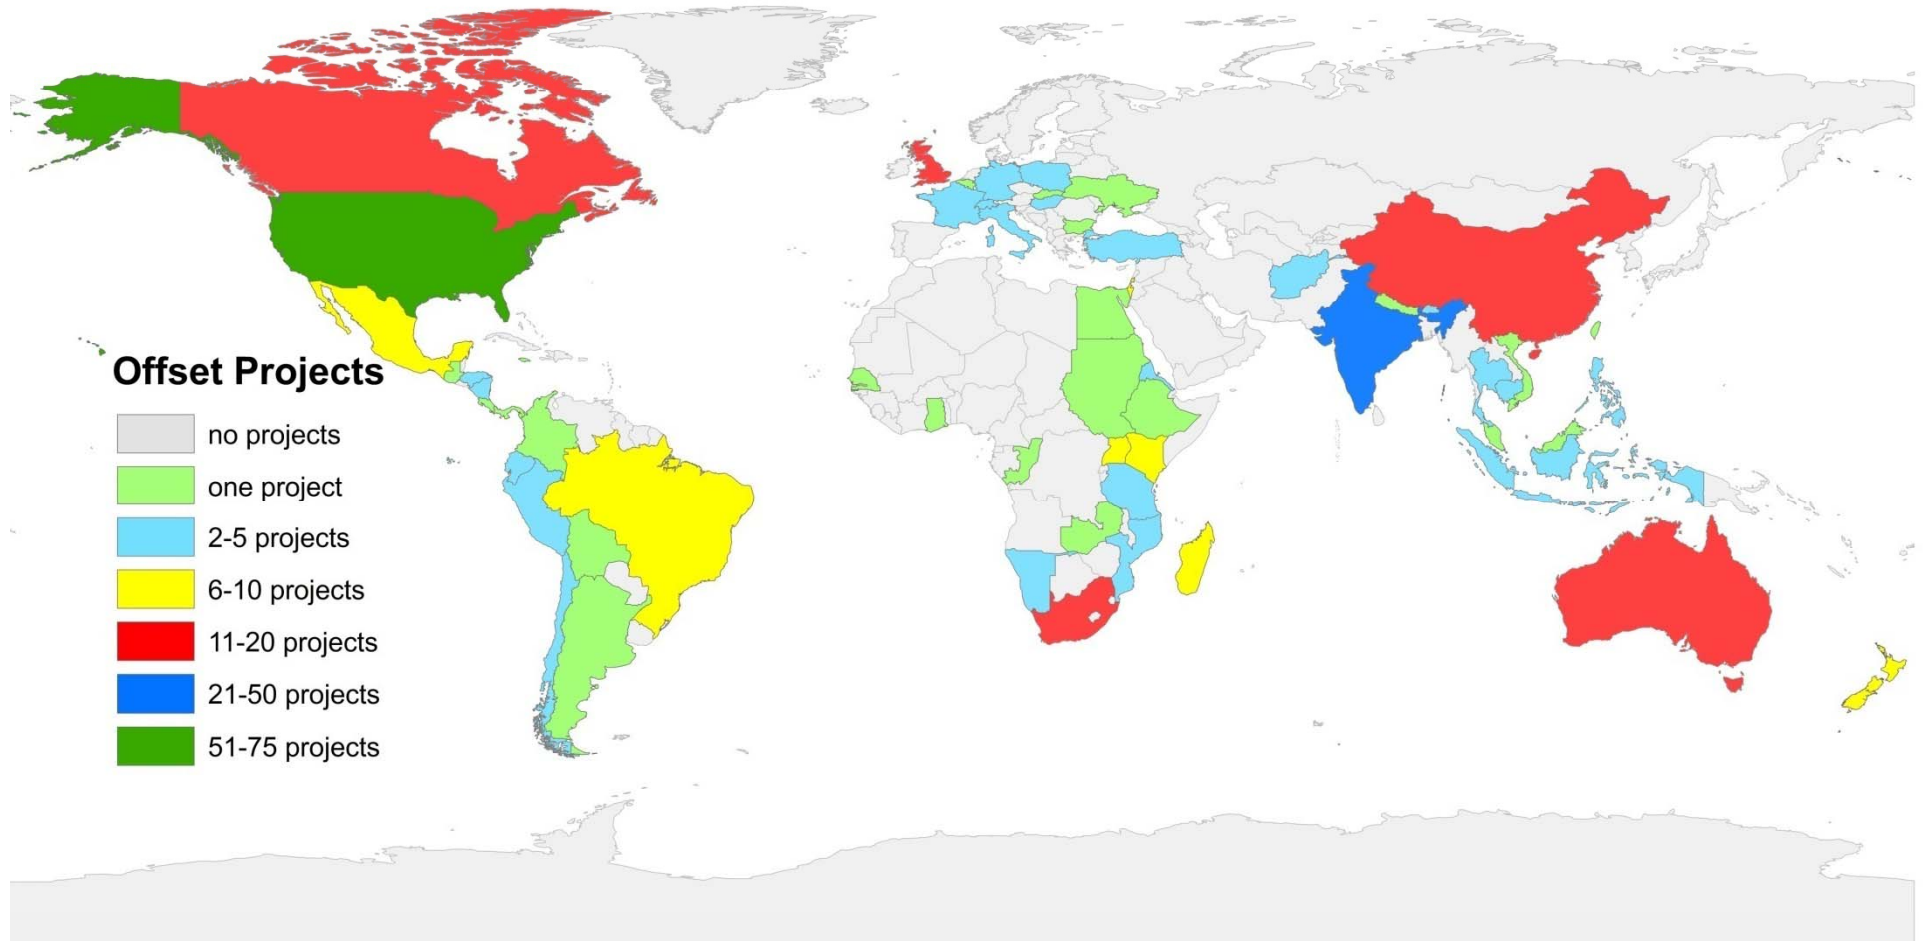 Offset Projects
no projects
one project
2-5 projects
6-10 projects
11-20 projects
21-50 projects
51-75 projects